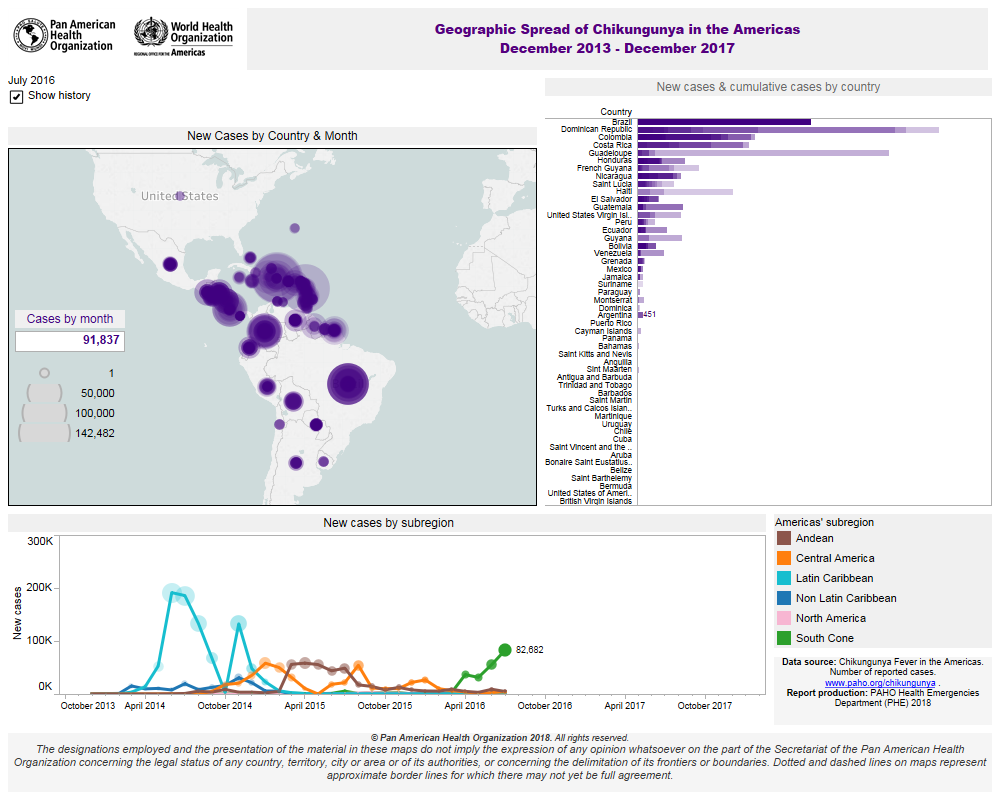 Pan American
Health
Organization
World Health
Organization
REGIONAL OFFICE FOR THE Americas
Geographic Spread of Chikungunya in the Americas
December 2013 - December 2017
July 2016
Show history
New Cases by Country & Month
United States
Cases by month
91,837
1
50,000
100,000
142,482
New cases & cumulative cases by country
Country
Brazil
Dominican Republic
Colombia
Costa Rica
Guadeloupe
Honduras
French Guyana
Nicaragua
Saint Lucia
Haiti
El Salvador
Guatemala
United States Virgin Isl..
Peru
Ecuador
Guyana
Bolivia
Venezuela
Grenada
Mexico
Jamaica
Suriname
Paraguay
Montserrat
Dominica
Argentina 451
Puerto Rico
Cayman Islands
Panama
Bahamas
Saint Kitts and Nevis
Anguilla
Sint Maarten
Antigua and Barbuda
Trinidad and Tobago
Barbados
Saint Martin
Turks and Caicos Islan..
Martinique
Uruguay
Chile
Cuba
Saint Vincent and the ..
Aruba
Bonaire Saint Eustatius..
Belize
Saint Barthelemy
Bermuda
United States of Ameri..
British Virgin Islands
New cases by subregion
New cases
300K
200K
100K
0K
82,682
October 2013 April 2014 October 2014 April 2015 October 2015 April 2016 October 2016 April 2017 October 2017
Americas' subregion
Andean
Central America
Latin Caribbean
Non Latin Caribbean
North America
South Cone
Data source: Chikungunya Fever in the Americas.
Number of reported cases.
www.paho.org/chikungunya .
Report production: PAHO Health Emergencies
Department (PHE) 2018
© Pan American Health Organization 2018. All rights reserved.
The designations employed and the presentation of the material in these maps do not imply the expression of any opinion whatsoever on the part of the Secretariat of the Pan American Health
Organization concerning the legal status of any country, territory, city or area or of its authorities, or concerning the delimitation of its frontiers or boundaries. Dotted and dashed lines on maps represent
approximate border lines for which there may not yet be full agreement.